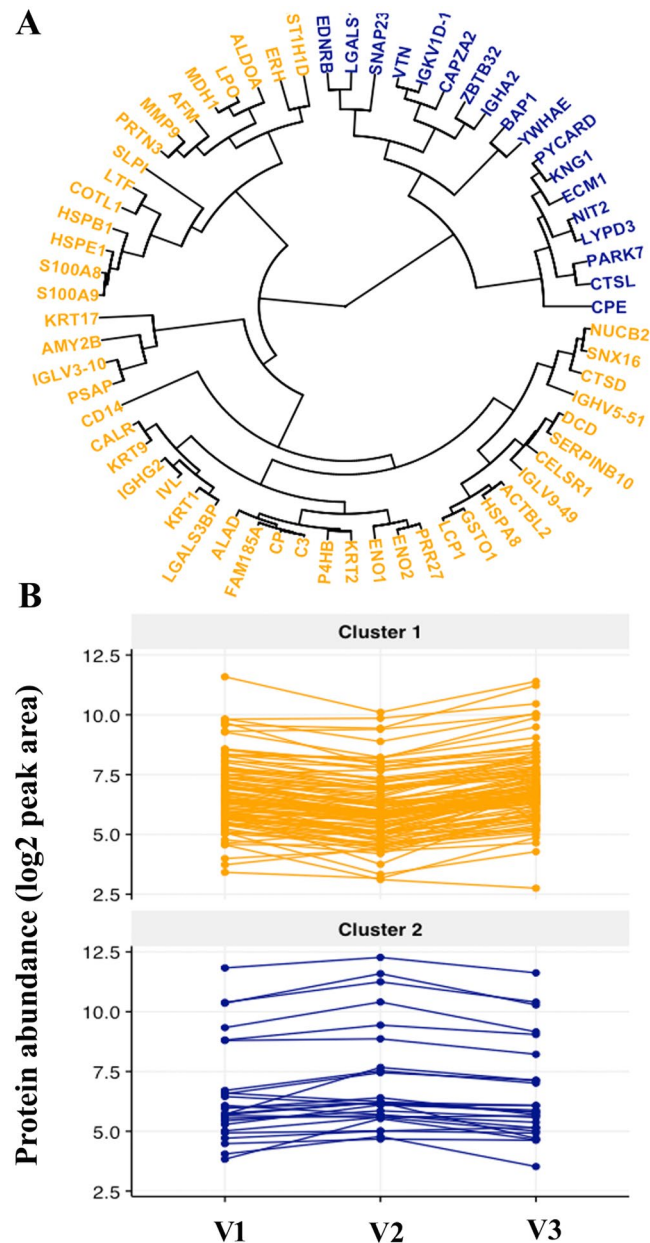 A
EDNRB
LGALS'
SNAP23
VTN
IGKV1D-1
CAPZA2
ZBTB32
IGHA2
BAP1
YWHAE
PYCARD
KNG1
ECM1
NIT2
LYPD3
PARK7
CTSL
CPE
NUCB2
SNX16
CTSD
IGHV5-51
DCD
SERPINB10
CELSR1
IGLV9-49
ACTBL2
HSPA8
GSTO1
LCP1
PRR27
ENO2
ENO1
KRT2
P4HB
C3
CP
FAM185A
ALAD
LGALS3BP
KRT1
IVL
IGHG2
KRT9
CALR
CD14
PSAP
IGLV3-10
AMY2B
KRT17
S100A9
S100A8
HSPE1
HSPB1
COTL1
LTF
SLPI
PRTN3
MMP9
AFM
MDH1
LPO
ALDOA
ERH
ST1H1D
B
Protein abundance (log2 peak area)
Cluster 1
12.5
10.0
7.5
5.0
2.5
Cluster 2
12.5
10.0
7.5
5.0
2.5
V1 V2 V3